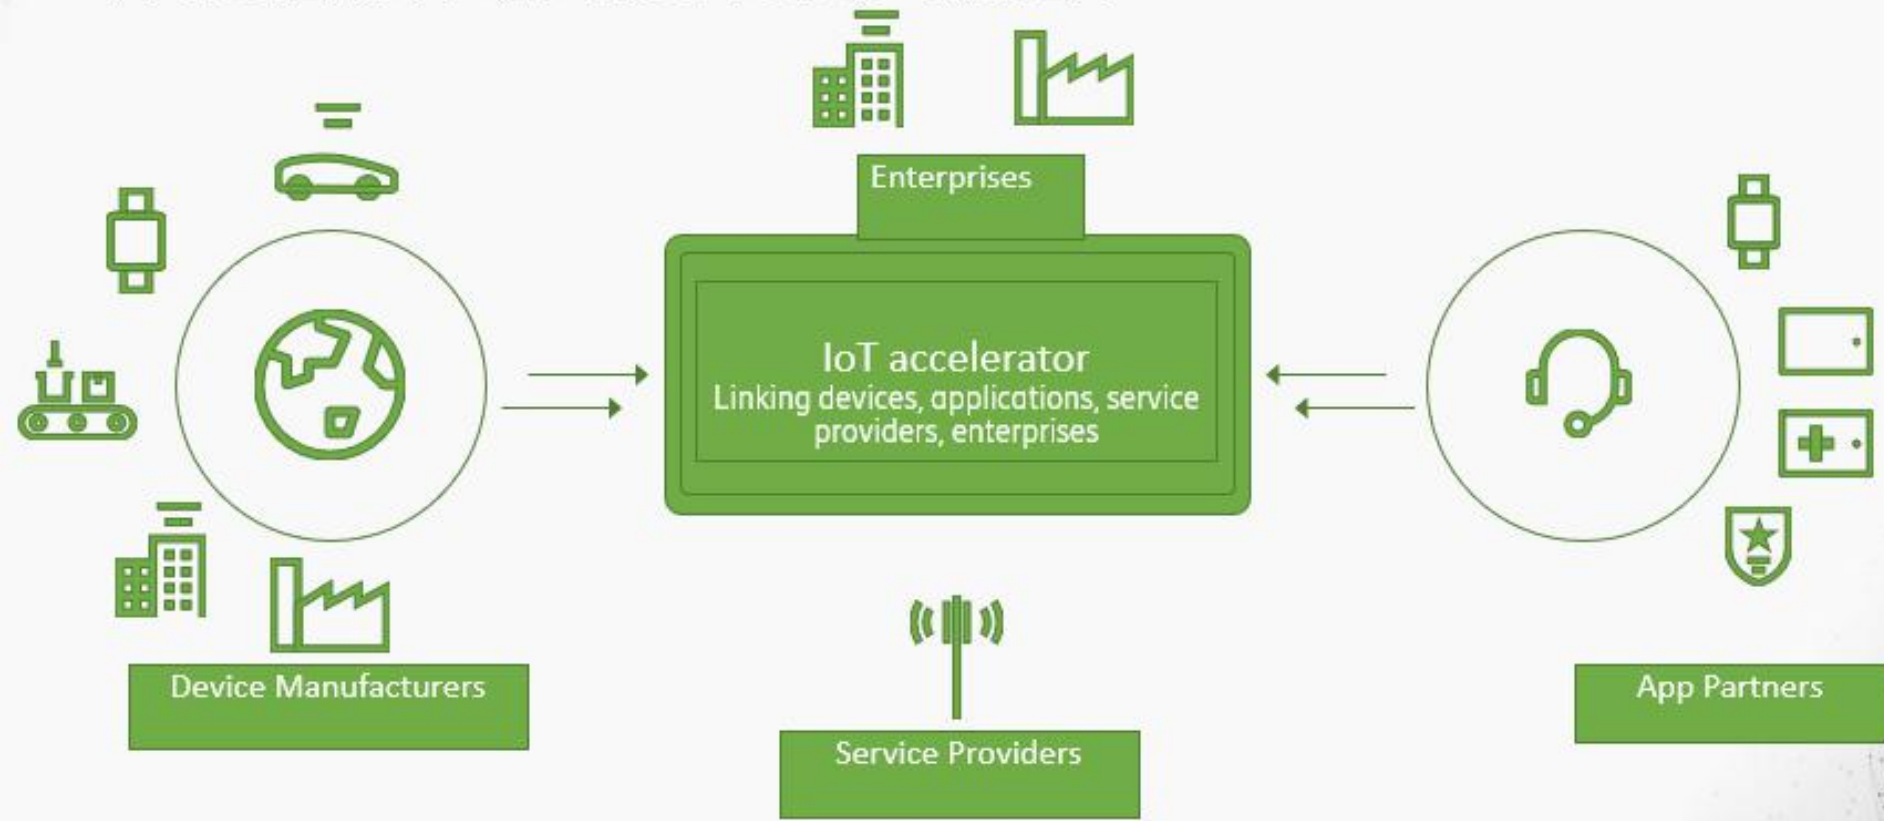 Enterprises
IoT accelerator
Linking devices, applications, service
providers, enterprises
Device Manufacturers
App Partners
Service Providers